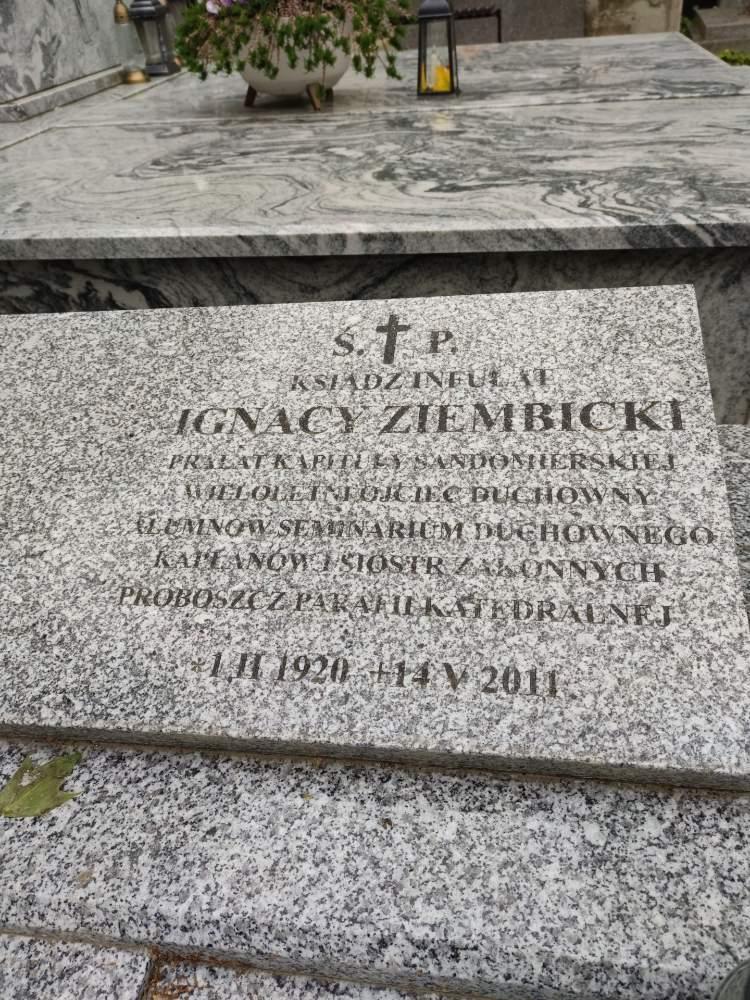 Ś. P.
KSIĄDZ INFUŁAT
IGNACY ZIEMBICKI
PRAŁAT KAPITUŁY SANDOMIERSKIEJ
WIELOLETNI OJCIEC DUCHOWNY
ALUMNÓW SEMINARIUM DUCHOWNEGO
KAPŁANÓW I SIÓSTR ZAKONNYCH
PROBOSZCZ PARAFII KATEDRALNEJ
*1.II 1920 +14 V 2011